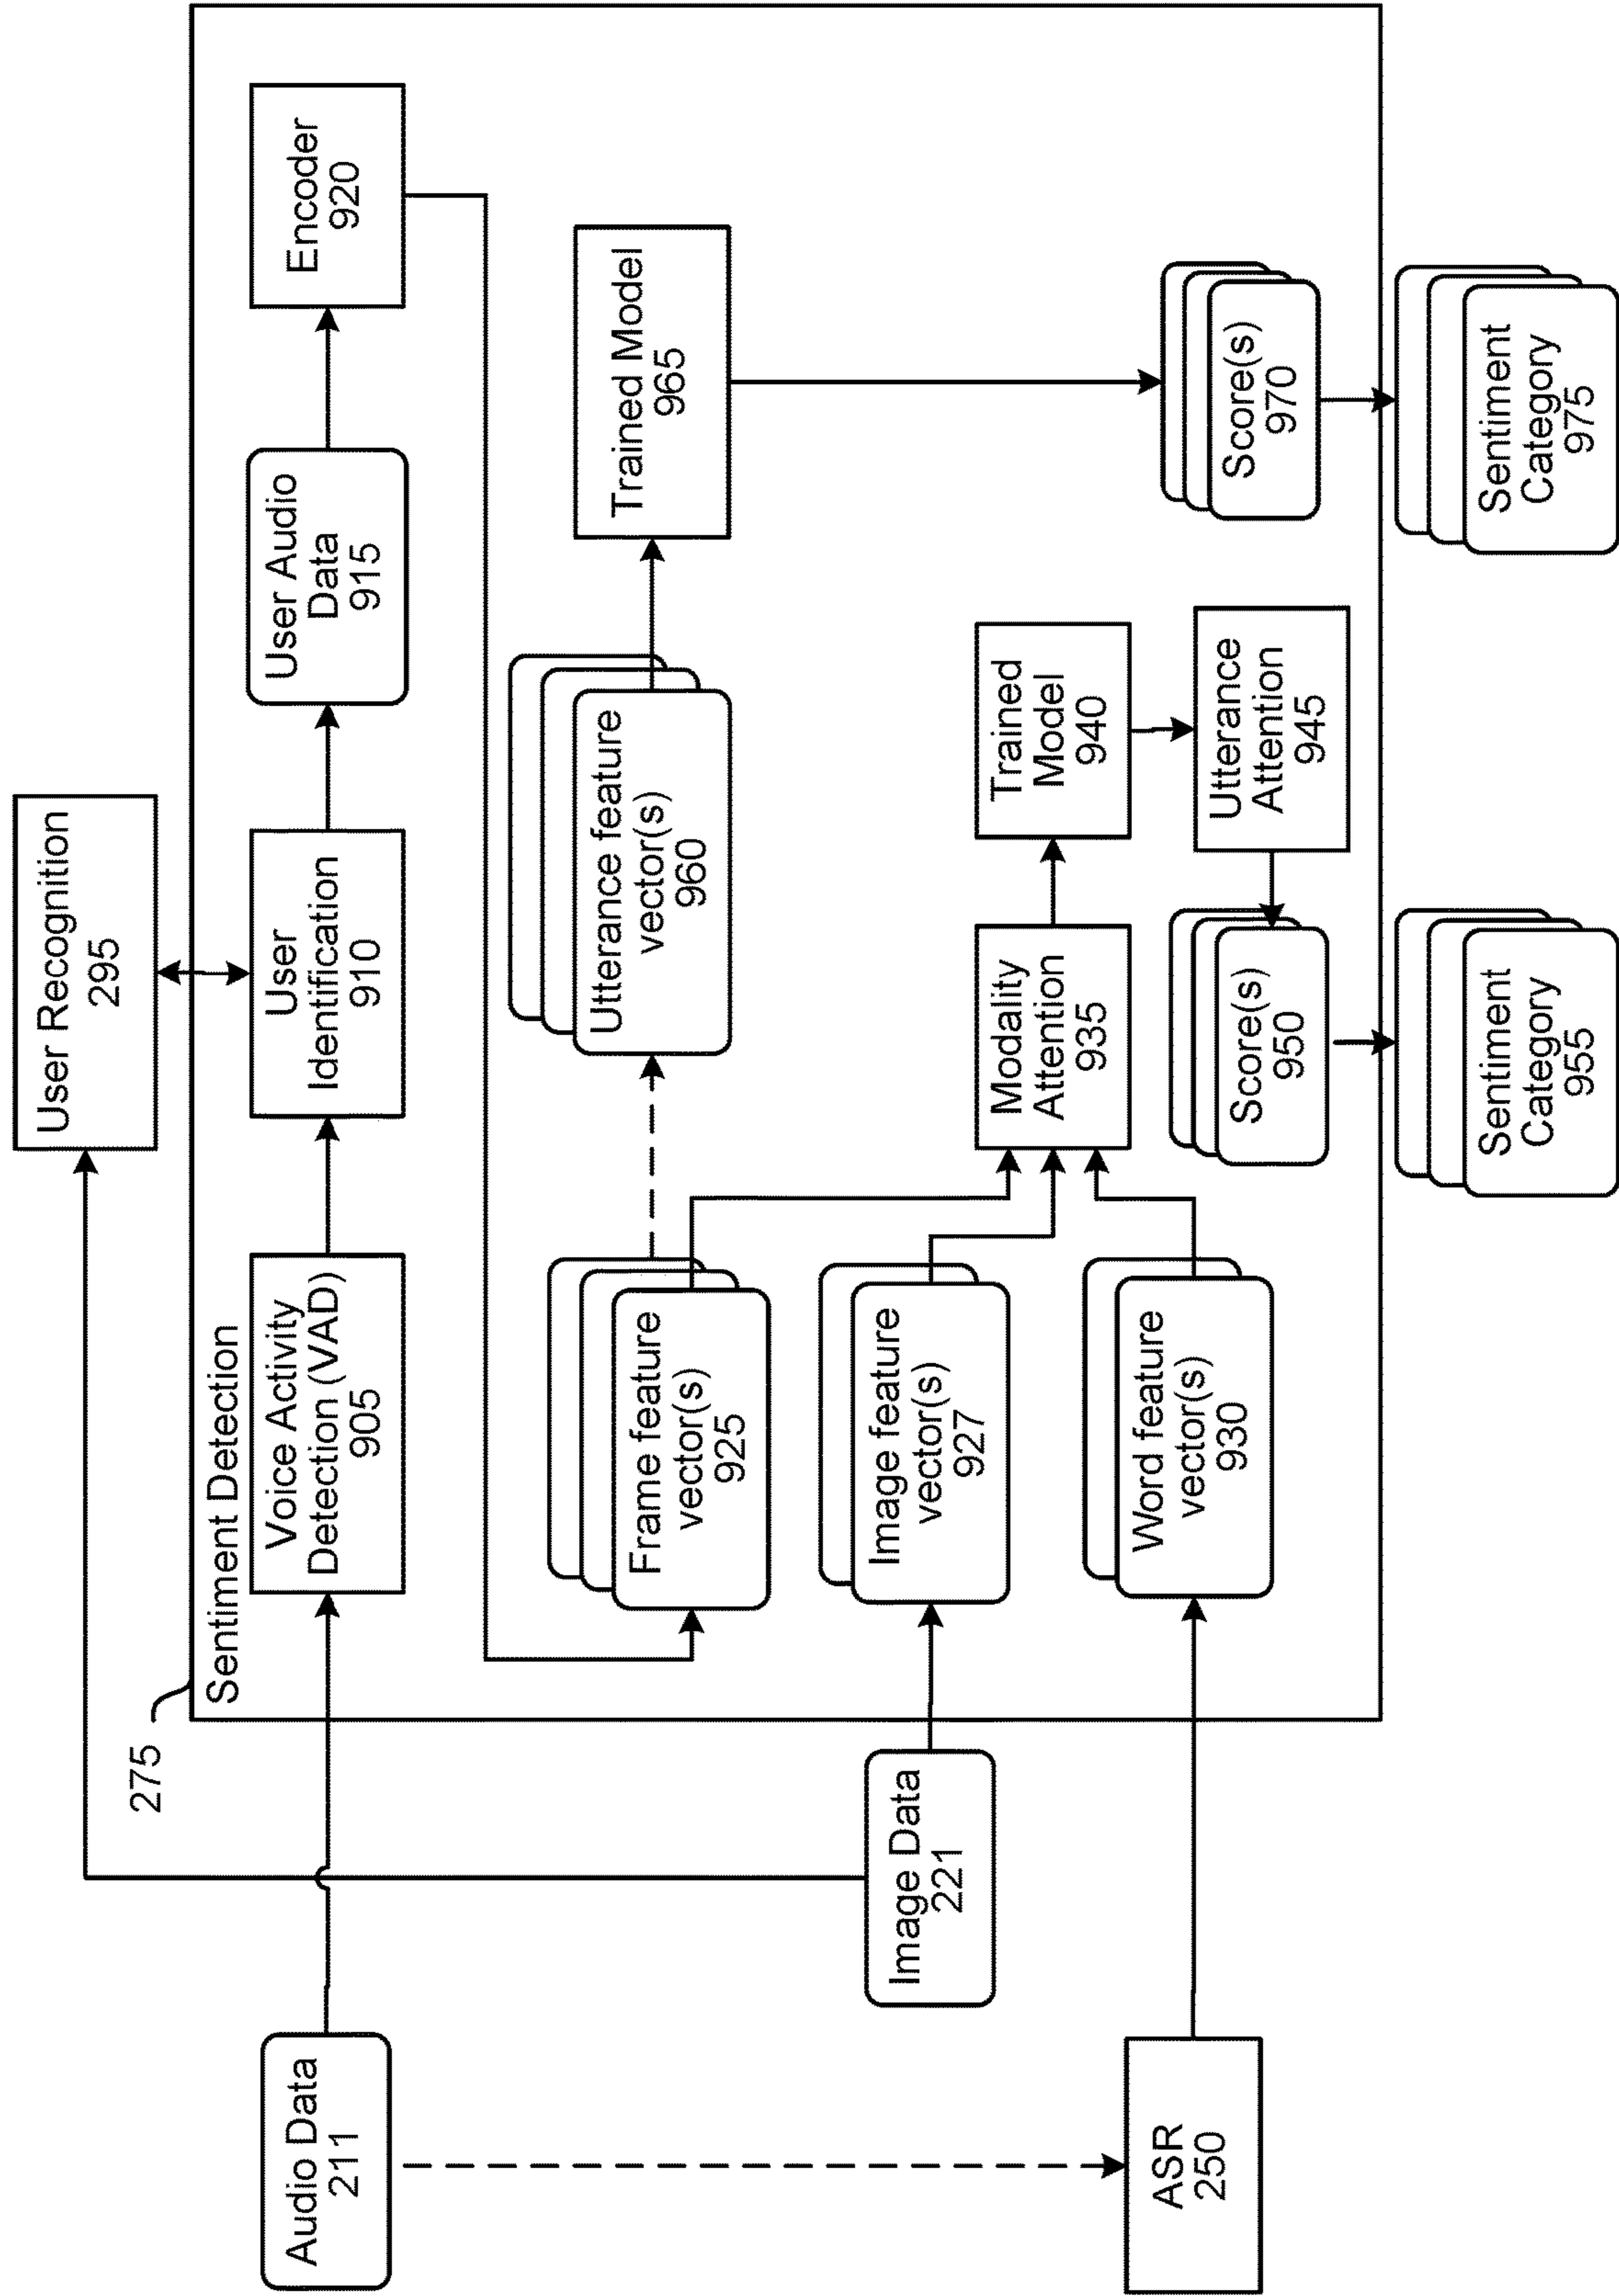 User Recognition
295
275
Sentiment Detection
Audio Data
211
Voice Activity
Detection (VAD)
905
User
Identification
910
User Audio
Data
915
Encoder
920
Frame feature
vector(s)
925
Utterance feature
vector(s)
960
Trained Model
965
Image Data
221
Image feature
vector(s)
927
Modality
Attention
935
Trained
Model
940
ASR
250
Word feature
vector(s)
930
Utterance
Attention
945
Score(s)
950
Score(s)
970
Sentiment
Category
955
Sentiment
Category
975